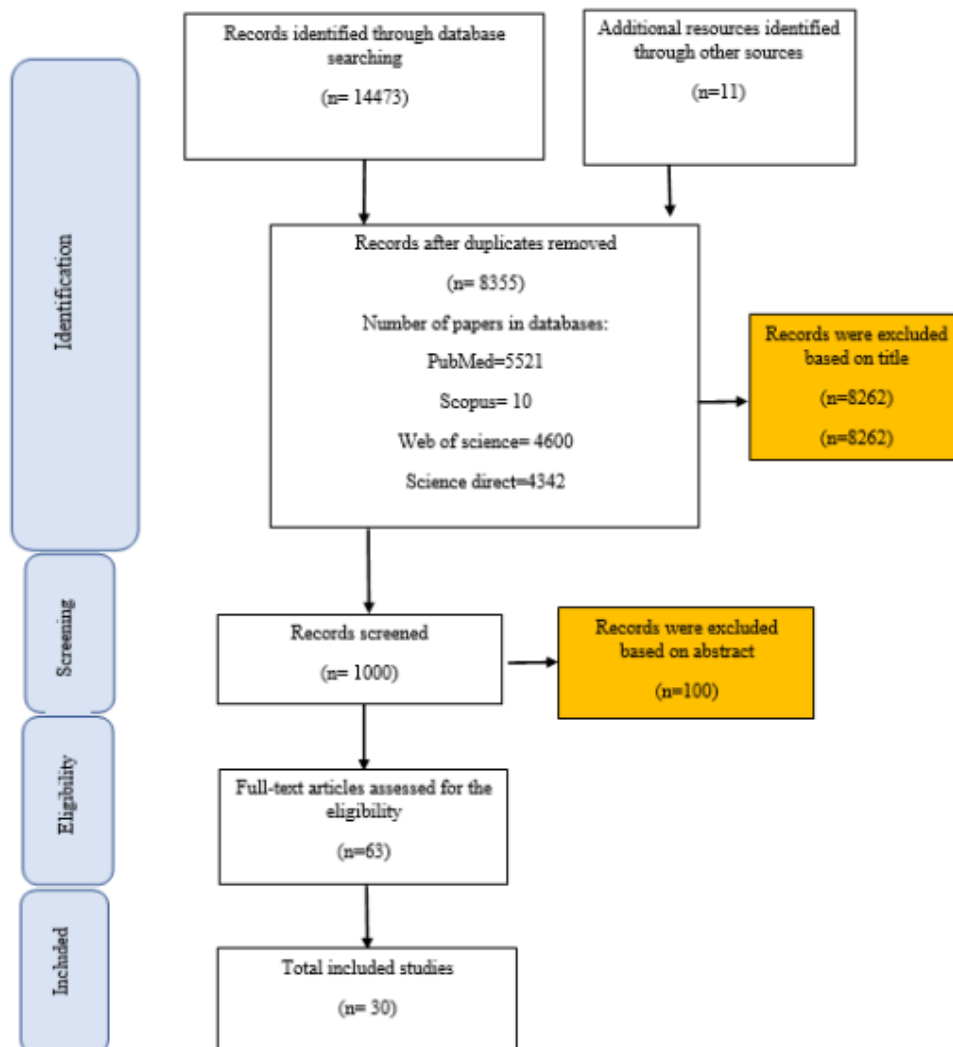 Records identified through database
searching
(n= 14473)
Additional resources identified
through other sources
(n=11)
Identification
Records after duplicates removed
(n= 8355)
Number of papers in databases:
PubMed=5521
Scopus= 10
Web of science= 4600
Science direct=4342
Records were excluded
based on title
(n=8262)
(n=8262)
Screening
Records screened
(n= 1000)
Records were excluded
based on abstract
(n=100)
Eligibility
Full-text articles assessed for the
eligibility
(n=63)
Included
Total included studies
(n= 30)